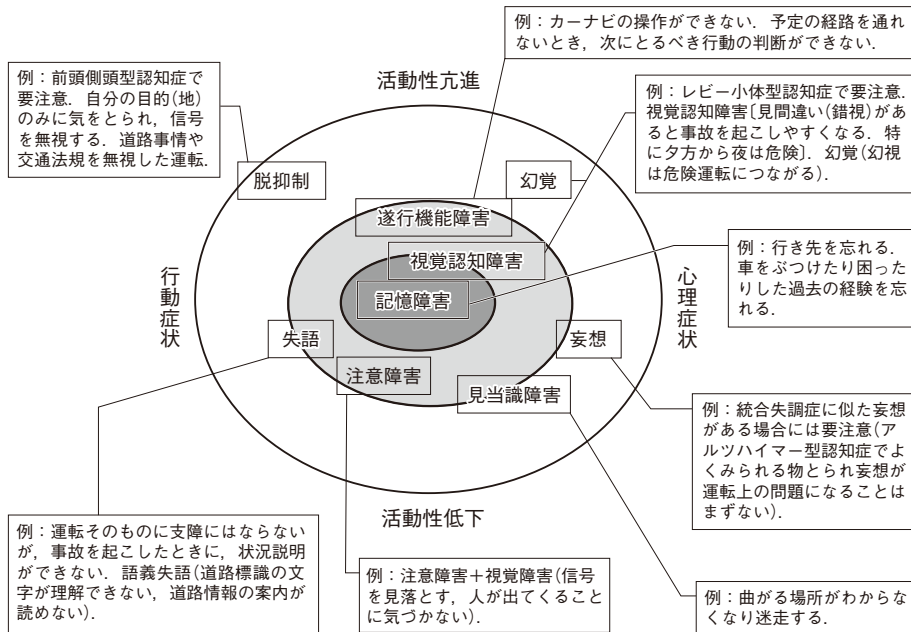 例：カーナビの操作ができない．予定の経路を通れ
ないとき，次にとるべき行動の判断ができない．
例：前頭側頭型認知症で
要注意．自分の目的(地)
のみに気をとられ，信号
を無視する．道路事情や
交通法規を無視した運転．
活動性亢進
例：レビー小体型認知症で要注意．
視覚認知障害〔見間違い(錯視)が
あると事故を起こしやすくなる．特
に夕方から夜は危険〕．幻覚(幻視
は危険運転につながる)．
脱抑制
幻覚
遂行機能障害
視覚認知障害
記憶障害
例：行き先を忘れる．
車をぶつけたり困った
りした過去の経験を忘
れる．
行動症状
心理症状
失語
妄想
注意障害
見当識障害
例：統合失調症に似た妄想
がある場合には要注意(ア
ルツハイマー型認知症でよ
くみられる物とられ妄想が
運転上の問題になることは
まずない)．
活動性低下
例：運転そのものに支障にはならない
が，事故を起こしたときに，状況説明
ができない．語義失語(道路標識の文
字が理解できない，道路情報の案内が
読めない)．
例：注意障害＋視覚障害(信号
を見落とす，人が出てくること
に気づかない)．
例：曲がる場所がわからな
くなり迷走する．